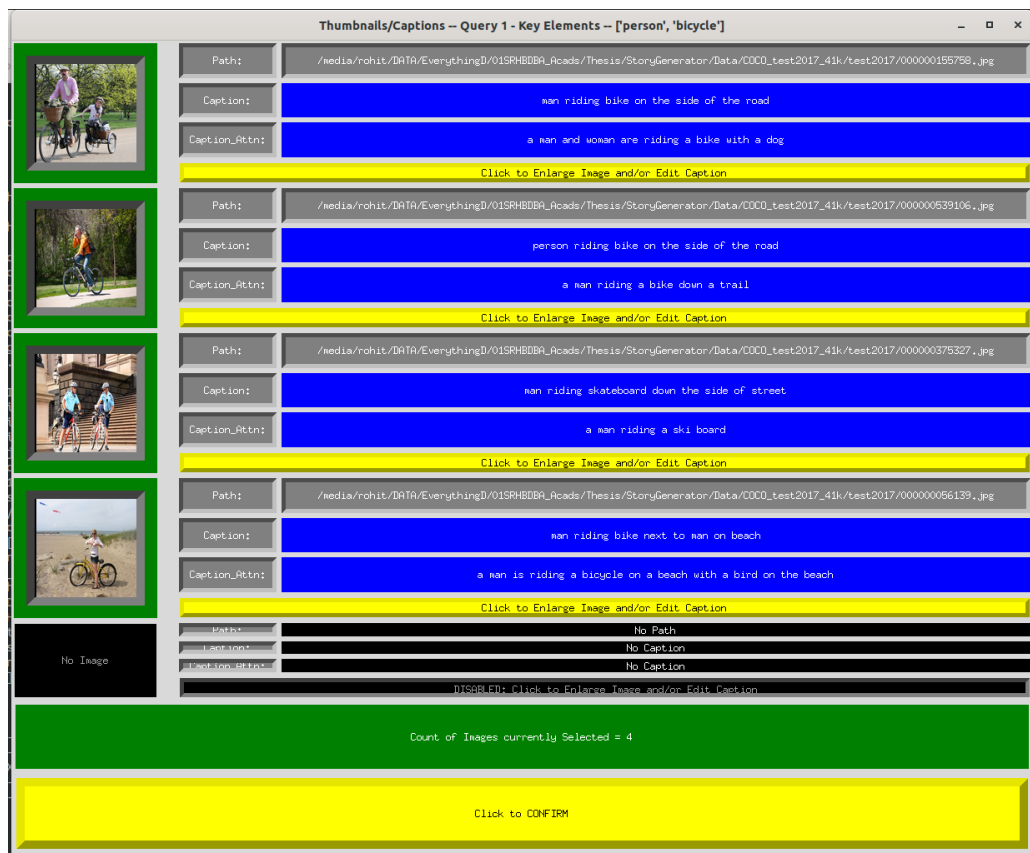 Thumbnails/Captions -- Query 1 - Key Elements -- ['person', 'bicycle']
Path: /media/rohit/DATA/EverythingD/01SRHBDBA_Acads/Thesis/StoryGenerator/Data/COCO_test2017_41k/test2017/000000155758.jpg
Caption: man riding bike on the side of the road
Caption_Attn: a man and woman are riding a bike with a dog
Click to Enlarge Image and/or Edit Caption
Path: /media/rohit/DATA/EverythingD/01SRHBDBA_Acads/Thesis/StoryGenerator/Data/COCO_test2017_41k/test2017/000000539106.jpg
Caption: person riding bike on the side of the road
Caption_Attn: a man riding a bike down a trail
Click to Enlarge Image and/or Edit Caption
Path: /media/rohit/DATA/EverythingD/01SRHBDBA_Acads/Thesis/StoryGenerator/Data/COCO_test2017_41k/test2017/000000375327.jpg
Caption: man riding skateboard down the side of street
Caption_Attn: a man riding a ski board
Click to Enlarge Image and/or Edit Caption
Path: /media/rohit/DATA/EverythingD/01SRHBDBA_Acads/Thesis/StoryGenerator/Data/COCO_test2017_41k/test2017/000000056139.jpg
Caption: man riding bike next to man on beach
Caption_Attn: a man is riding a bicycle on a beach with a bird on the beach
Click to Enlarge Image and/or Edit Caption
No Image
Path: No Path
Caption: No Caption
Caption_Attn: No Caption
DISABLED: Click to Enlarge Image and/or Edit Caption
Count of Images currently Selected = 4
Click to CONFIRM